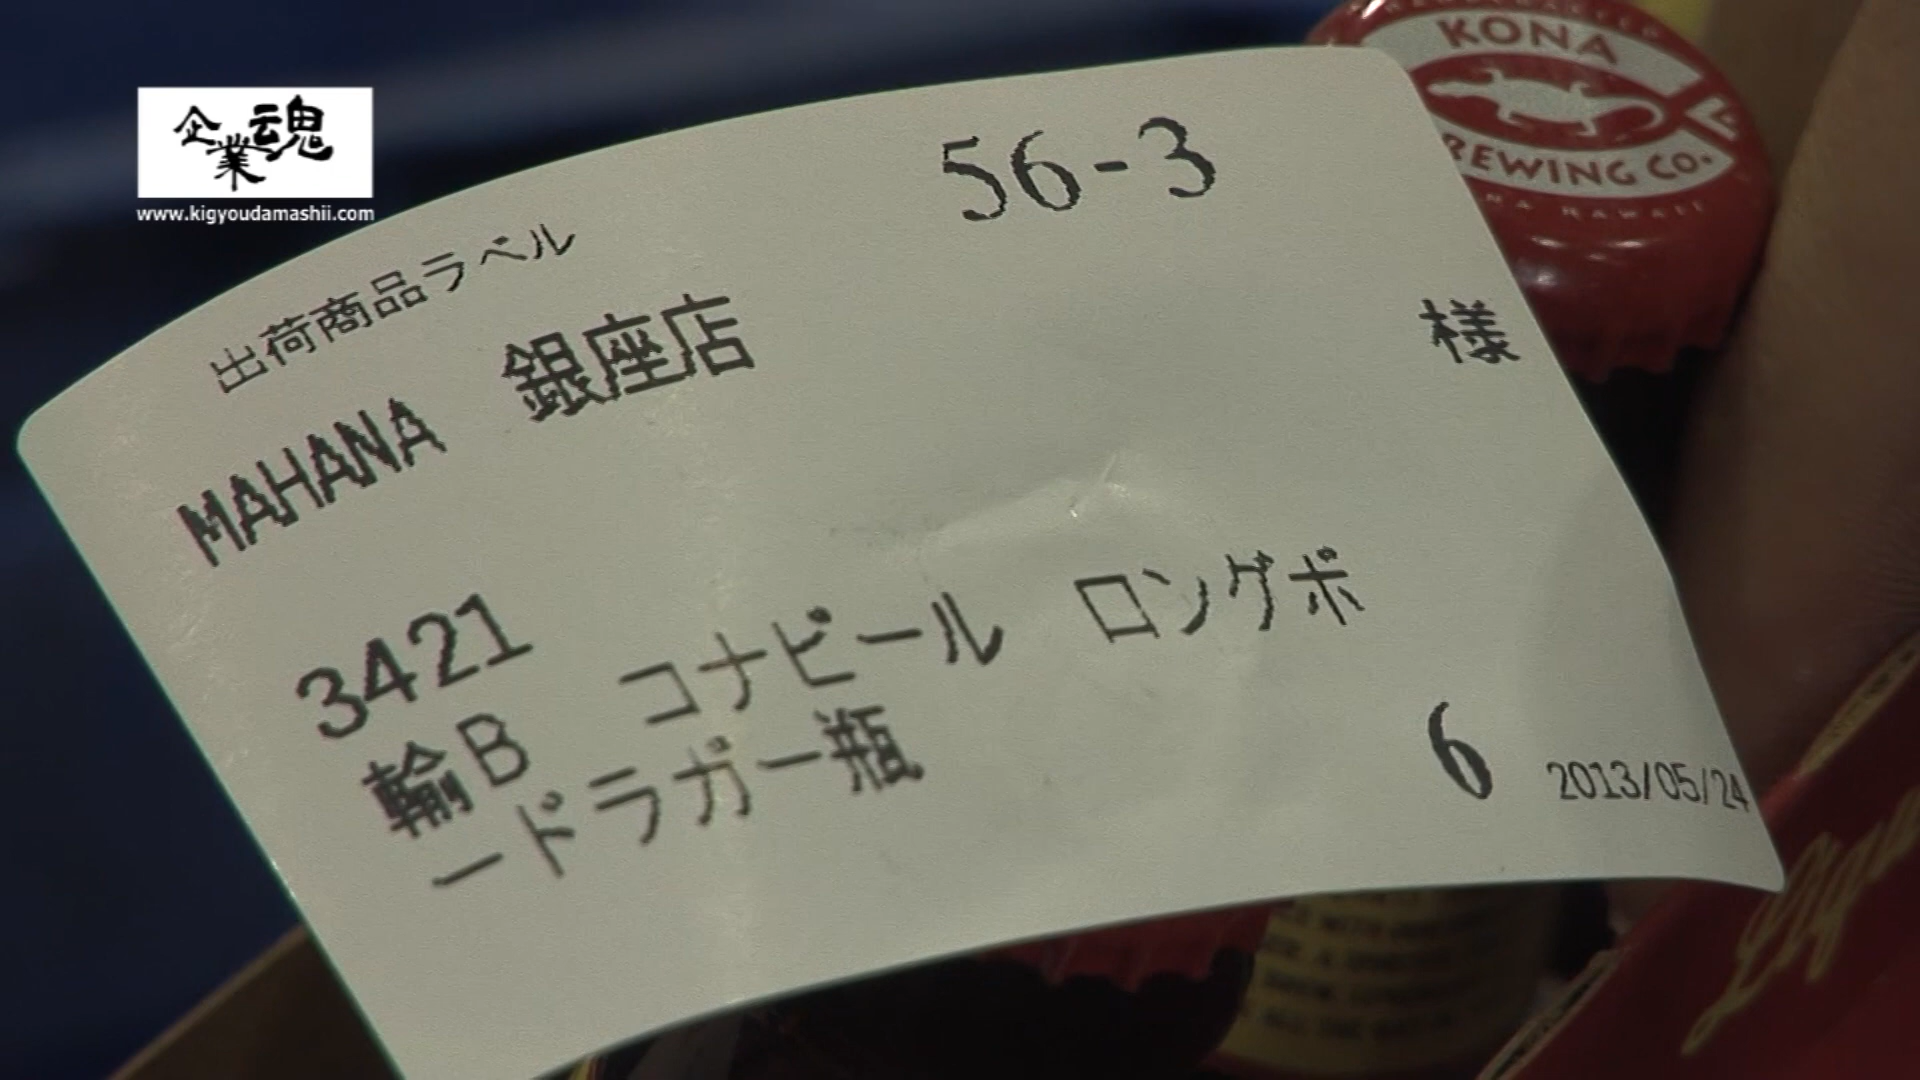 企業魂
www.kigyoudamashii.com
KONA
BREWING CO.
出荷商品ラベル
56-3
MAHANA 銀座店 様
3421
輸B コナビール ロングボ
ードラガー瓶
6
2013/05/24